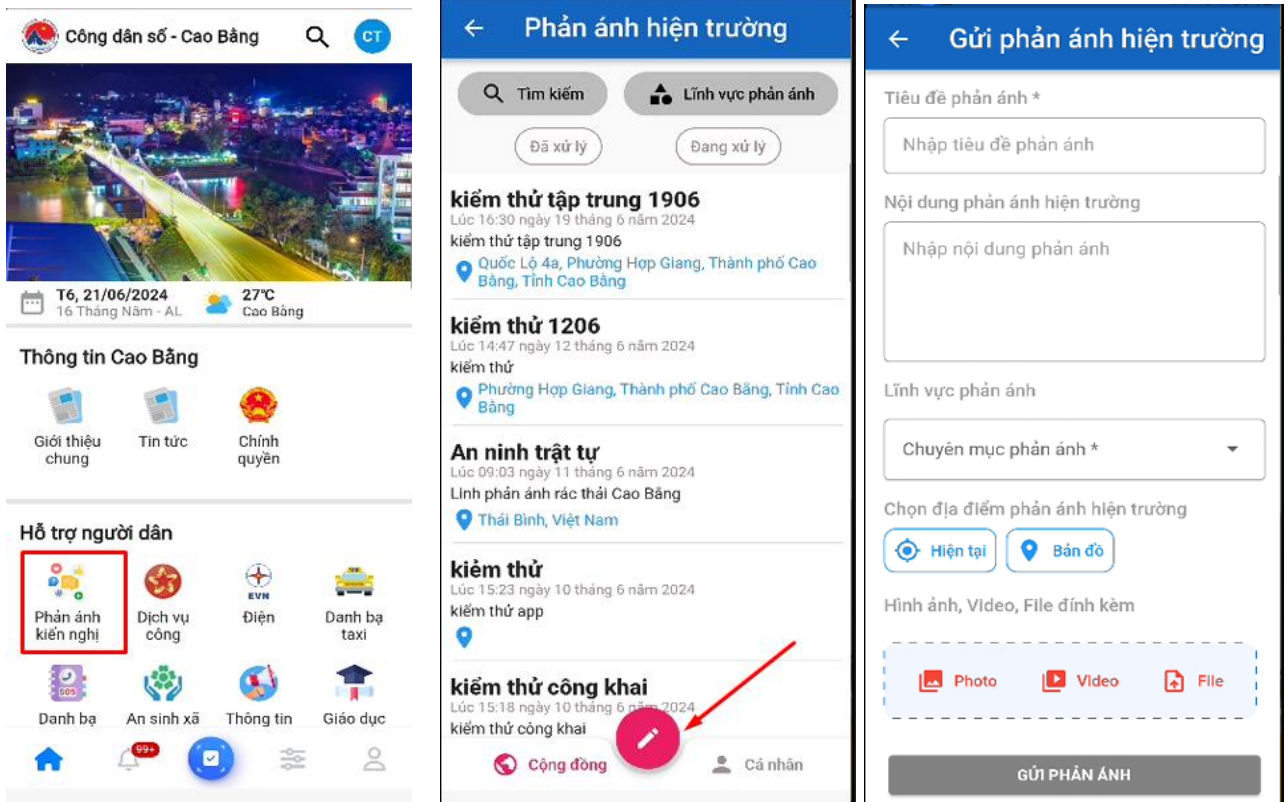 Công dân số - Cao Bằng
CT
T6, 21/06/2024
16 Tháng Năm - AL
27°C
Cao Bằng
Thông tin Cao Bằng
Giới thiệu
chung
Tin tức
Chính
quyền
Hỗ trợ người dân
Phản ánh
kiến nghị
Dịch vụ
công
EVN
Điện
Danh bạ
taxi
SOS
Danh bạ
An sinh xã
Thông tin
Giáo dục
99+
Phản ánh hiện trường
Tìm kiếm
Lĩnh vực phản ánh
Đã xử lý
Đang xử lý
kiểm thử tập trung 1906
Lúc 16:30 ngày 19 tháng 6 năm 2024
kiểm thử tập trung 1906
Quốc Lộ 4a, Phường Hợp Giang, Thành phố Cao
Bằng, Tỉnh Cao Bằng
kiểm thử 1206
Lúc 14:47 ngày 12 tháng 6 năm 2024
kiểm thử
Phường Hợp Giang, Thành phố Cao Bằng, Tỉnh Cao
Bằng
An ninh trật tự
Lúc 09:03 ngày 11 tháng 6 năm 2024
Linh phản ánh rác thải Cao Bằng
Thái Bình, Việt Nam
kiểm thử
Lúc 15:23 ngày 10 tháng 6 năm 2024
kiểm thử app
kiểm thử công khai
Lúc 15:18 ngày 10 tháng 6 năm 2024
kiểm thử công khai
Cộng đồng
Cá nhân
Gửi phản ánh hiện trường
Tiêu đề phản ánh *
Nhập tiêu đề phản ánh
Nội dung phản ánh hiện trường
Nhập nội dung phản ánh
Lĩnh vực phản ánh
Chuyên mục phản ánh *
Chọn địa điểm phản ánh hiện trường
Hiện tại
Bản đồ
Hình ảnh, Video, File đính kèm
Photo
Video
File
GỬI PHẢN ÁNH